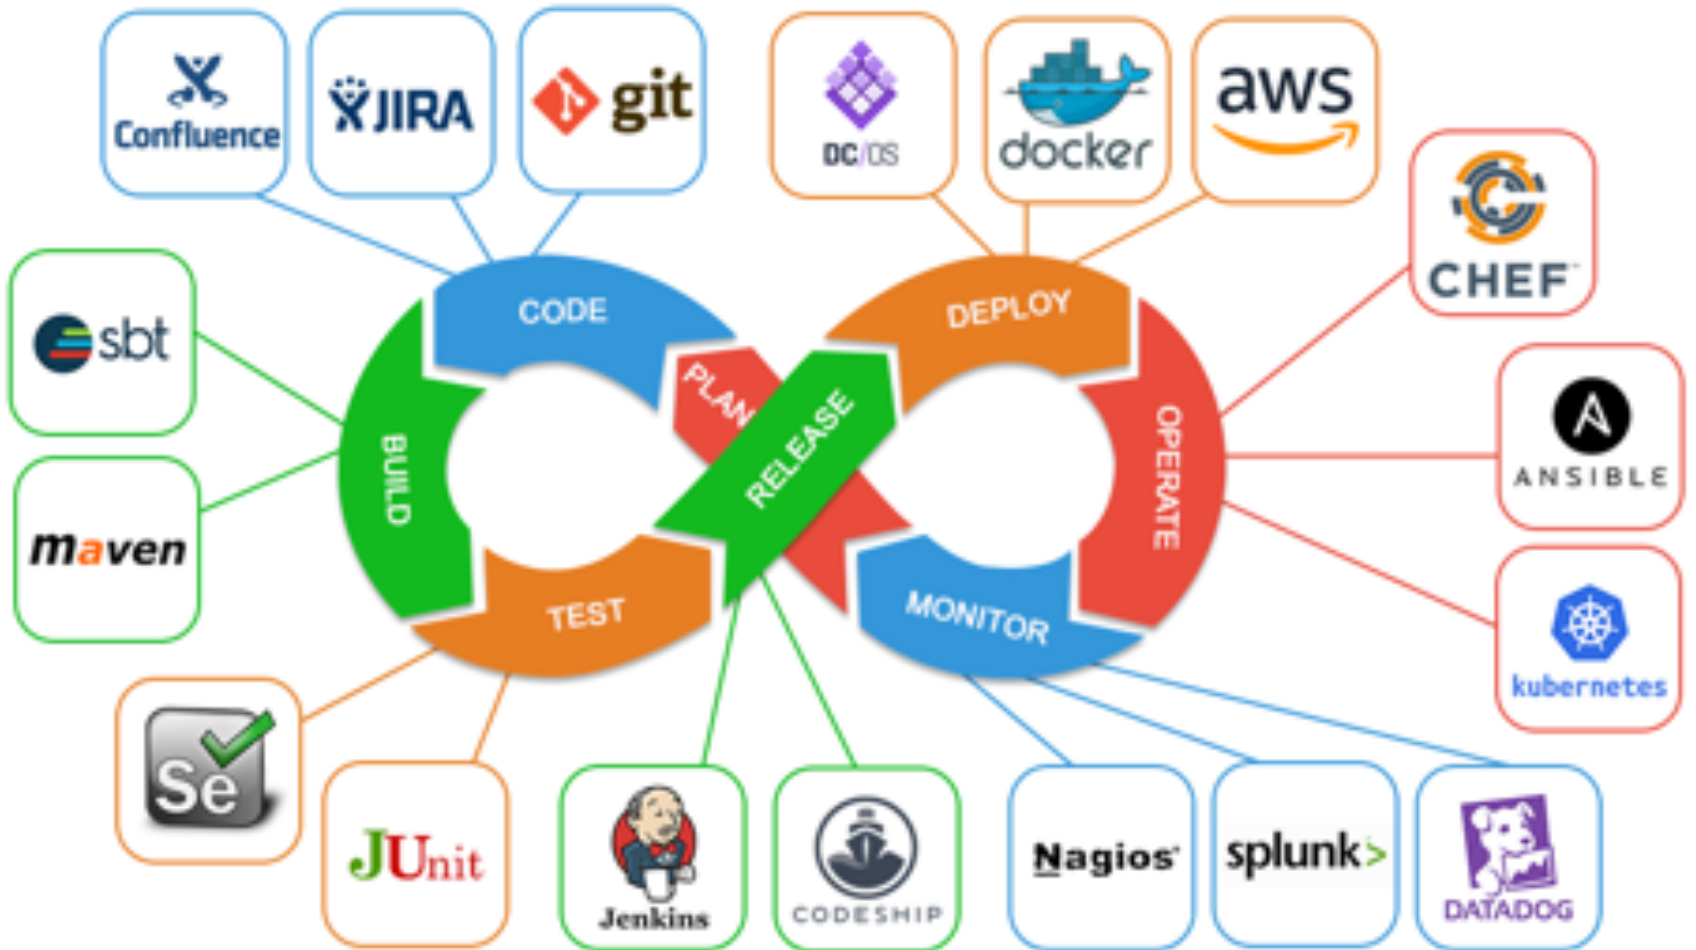 Confluence
JIRA
git
DC/OS
docker
aws
CHEF
sbt
maven
CODE
PLAN
RELEASE
DEPLOY
OPERATE
BUILD
TEST
MONITOR
ANSIBLE
kubernetes
Se
JUnit
Jenkins
CODESHIP
Nagios
splunk>
DATADOG